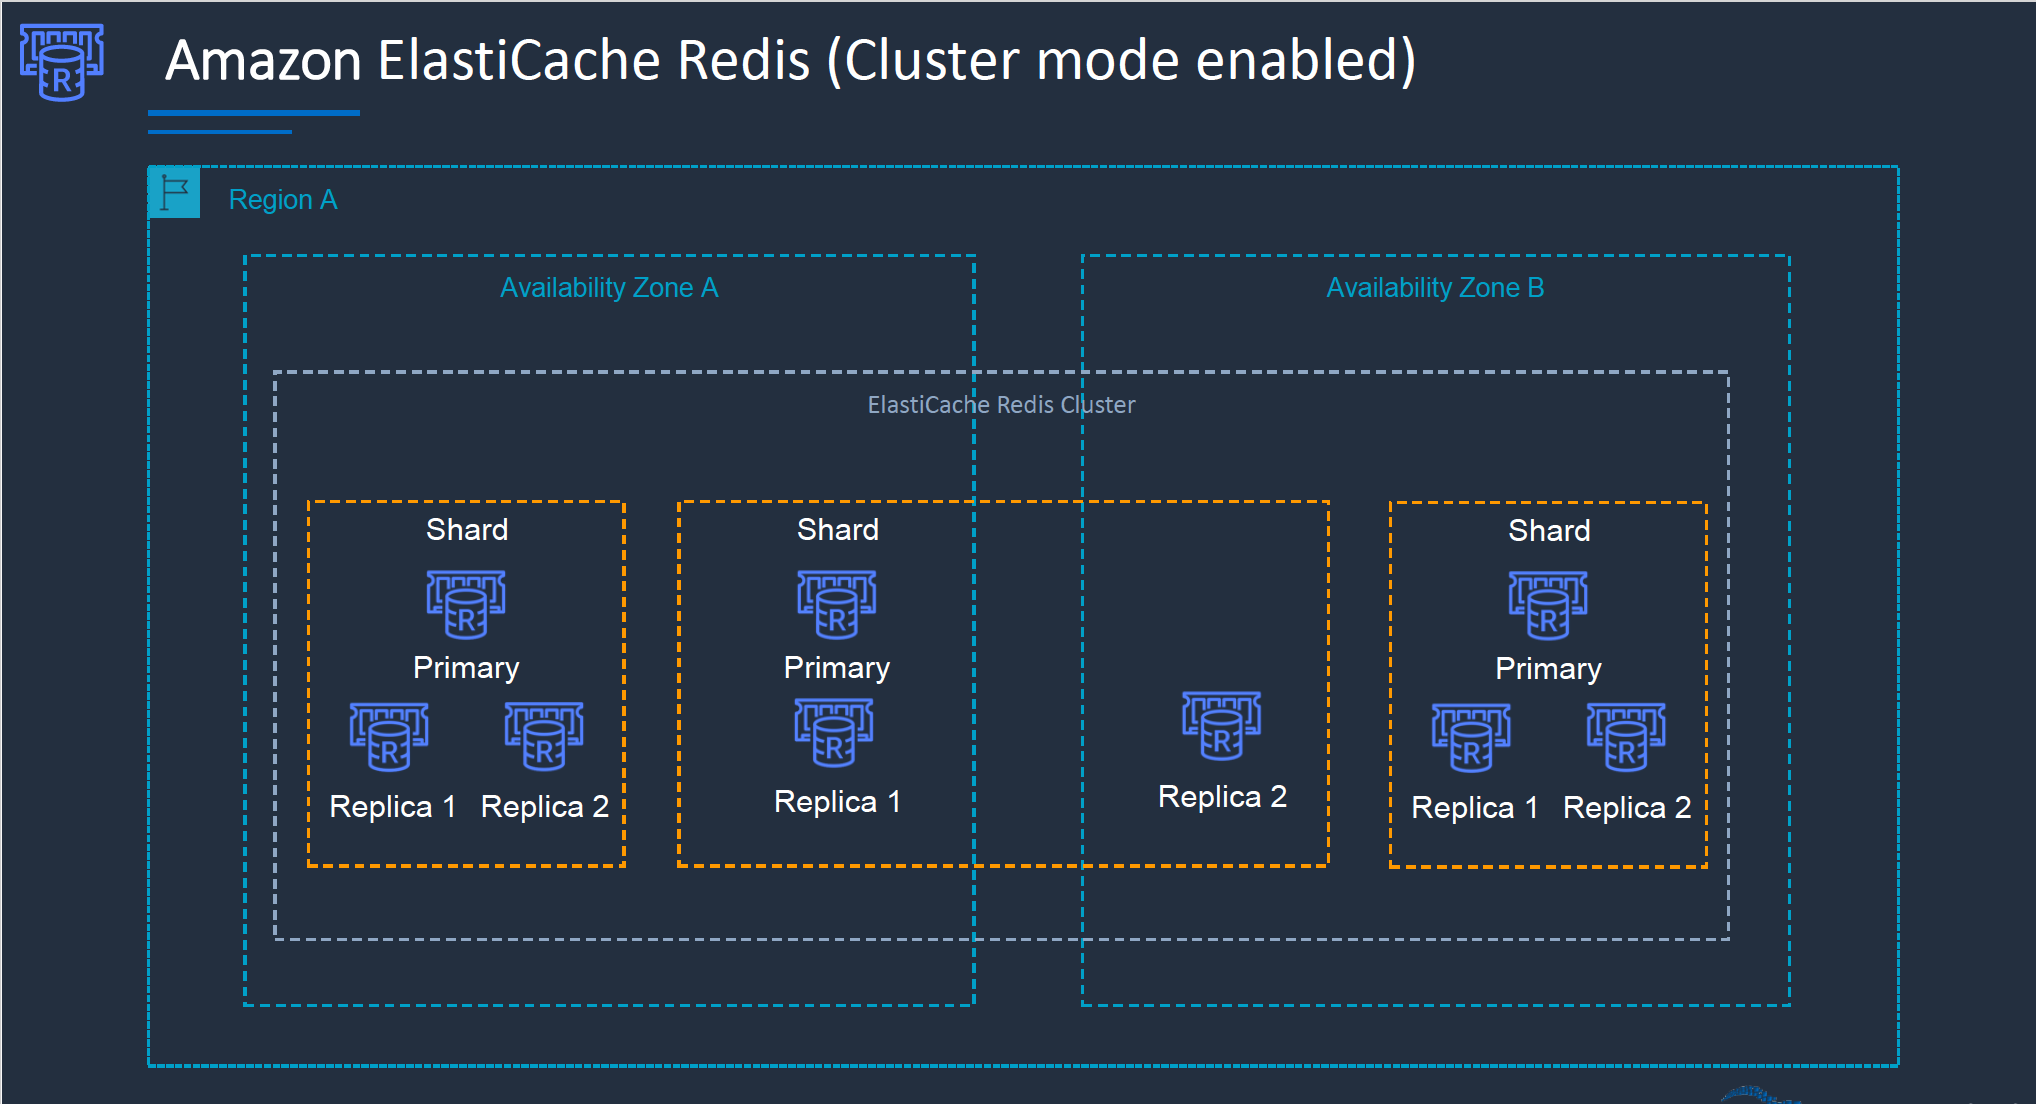 Amazon ElastiCache Redis (Cluster mode enabled)
Region A
Availability Zone A
Availability Zone B
ElastiCache Redis Cluster
Shard
R
Primary
R
R
Replica 1
Replica 2
Shard
R
Primary
R
Replica 1
R
Replica 2
Shard
R
Primary
R
R
Replica 1
Replica 2
R